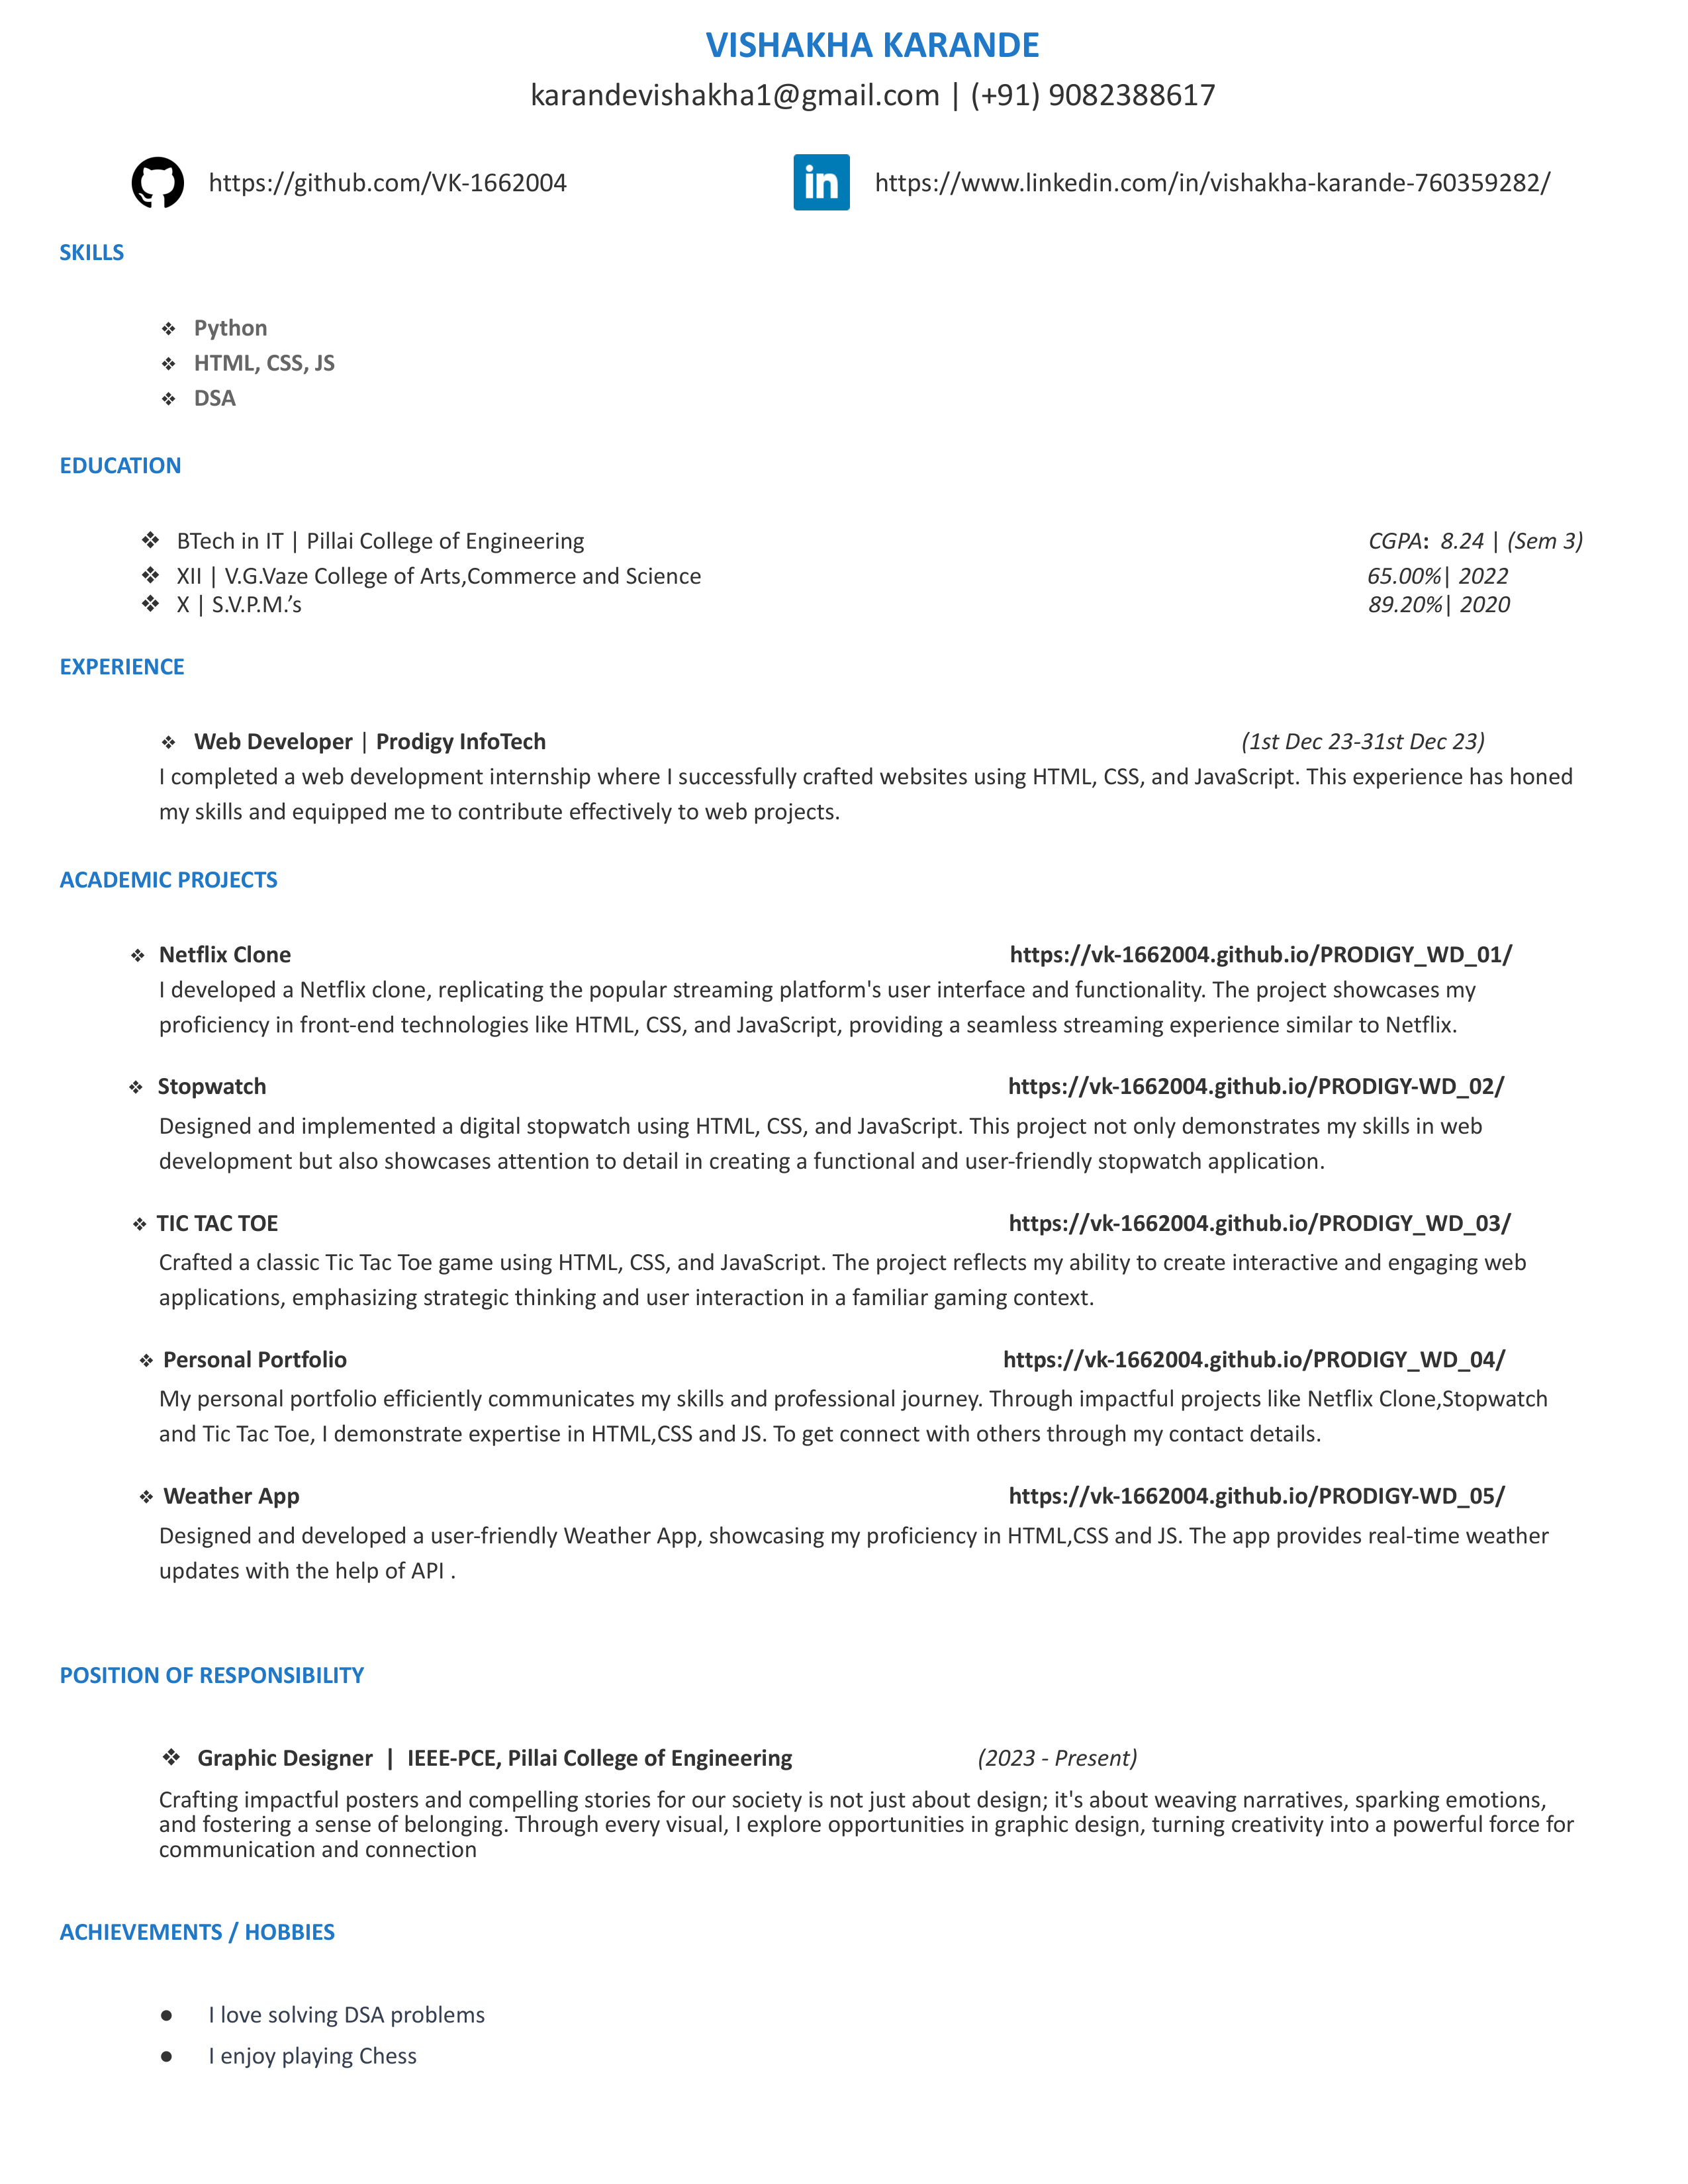 VISHAKHA KARANDE
karandevishakha1@gmail.com | (+91) 9082388617
https://github.com/VK-1662004 in https://www.linkedin.com/in/vishakha-karande-760359282/
SKILLS
❖ Python
❖ HTML, CSS, JS
❖ DSA
EDUCATION
❖ BTech in IT | Pillai College of Engineering CGPA: 8.24 | (Sem 3)
❖ XII | V.G.Vaze College of Arts,Commerce and Science 65.00%| 2022
❖ X | S.V.P.M.’s 89.20%| 2020
EXPERIENCE
❖ Web Developer | Prodigy InfoTech (1st Dec 23-31st Dec 23)
I completed a web development internship where I successfully crafted websites using HTML, CSS, and JavaScript. This experience has honed
my skills and equipped me to contribute effectively to web projects.
ACADEMIC PROJECTS
❖ Netflix Clone https://vk-1662004.github.io/PRODIGY_WD_01/
I developed a Netflix clone, replicating the popular streaming platform's user interface and functionality. The project showcases my
proficiency in front-end technologies like HTML, CSS, and JavaScript, providing a seamless streaming experience similar to Netflix.
❖ Stopwatch https://vk-1662004.github.io/PRODIGY-WD_02/
Designed and implemented a digital stopwatch using HTML, CSS, and JavaScript. This project not only demonstrates my skills in web
development but also showcases attention to detail in creating a functional and user-friendly stopwatch application.
❖ TIC TAC TOE https://vk-1662004.github.io/PRODIGY_WD_03/
Crafted a classic Tic Tac Toe game using HTML, CSS, and JavaScript. The project reflects my ability to create interactive and engaging web
applications, emphasizing strategic thinking and user interaction in a familiar gaming context.
❖ Personal Portfolio https://vk-1662004.github.io/PRODIGY_WD_04/
My personal portfolio efficiently communicates my skills and professional journey. Through impactful projects like Netflix Clone,Stopwatch
and Tic Tac Toe, I demonstrate expertise in HTML,CSS and JS. To get connect with others through my contact details.
❖ Weather App https://vk-1662004.github.io/PRODIGY-WD_05/
Designed and developed a user-friendly Weather App, showcasing my proficiency in HTML,CSS and JS. The app provides real-time weather
updates with the help of API .
POSITION OF RESPONSIBILITY
❖ Graphic Designer | IEEE-PCE, Pillai College of Engineering (2023 - Present)
Crafting impactful posters and compelling stories for our society is not just about design; it's about weaving narratives, sparking emotions,
and fostering a sense of belonging. Through every visual, I explore opportunities in graphic design, turning creativity into a powerful force for
communication and connection
ACHIEVEMENTS / HOBBIES
● I love solving DSA problems
● I enjoy playing Chess